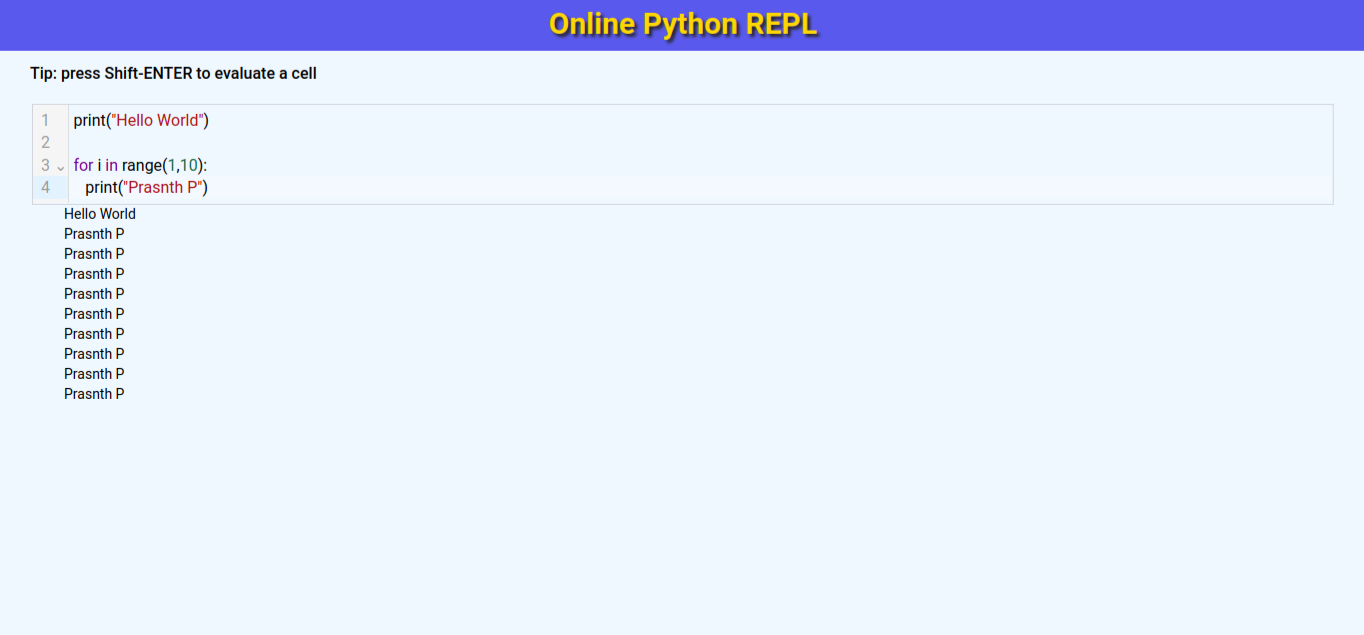 Online Python REPL
Tip: press Shift-ENTER to evaluate a cell
1 print("Hello World")
2
3 for i in range(1,10):
4 print("Prasnth P")
Hello World
Prasnth P
Prasnth P
Prasnth P
Prasnth P
Prasnth P
Prasnth P
Prasnth P
Prasnth P
Prasnth P